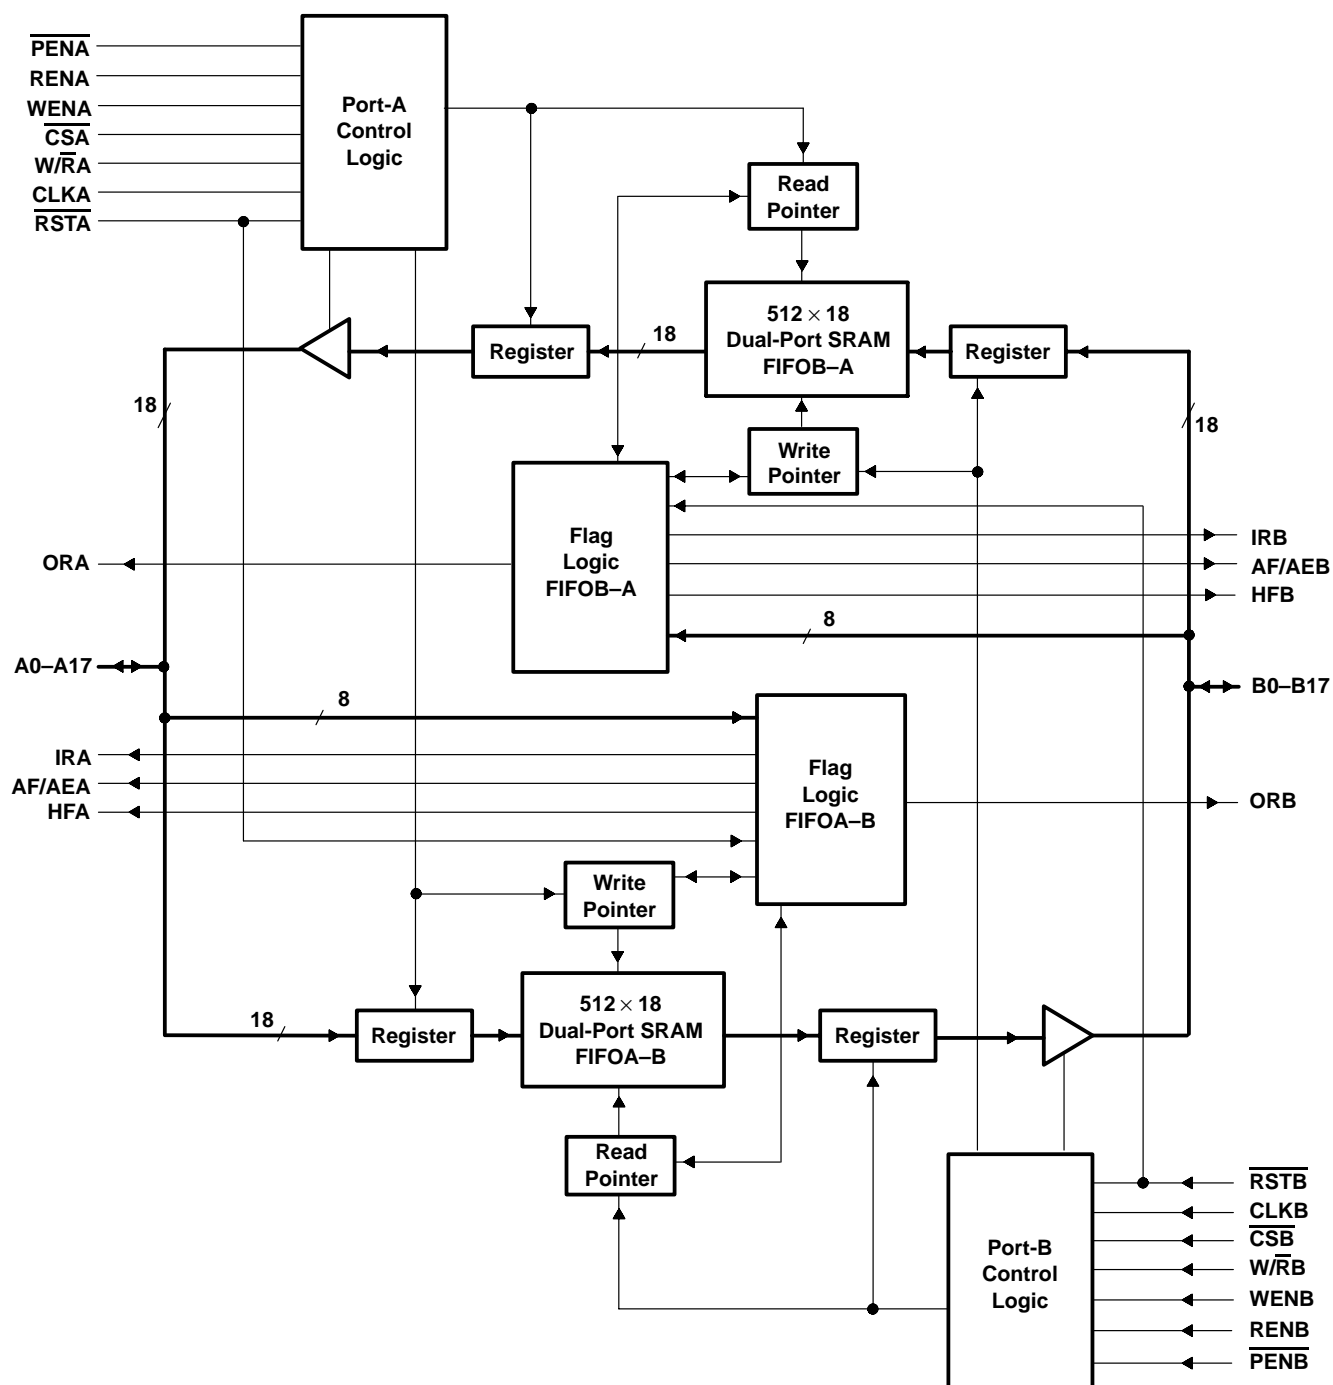 PENA
RENA
WENA
CSA
W/RA
CLKA
RSTA
Port-A
Control
Logic
Read
Pointer
512 × 18
Dual-Port SRAM
FIFOB–A
Register
18
Register
18
18
Write
Pointer
Flag
Logic
FIFOB–A
ORA
IRB
AF/AEB
HFB
8
A0–A17
B0–B17
8
IRA
AF/AEA
HFA
Flag
Logic
FIFOA–B
ORB
Write
Pointer
18
Register
512 × 18
Dual-Port SRAM
FIFOA–B
Register
Read
Pointer
Port-B
Control
Logic
RSTB
CLKB
CSB
W/RB
WENB
RENB
PENB